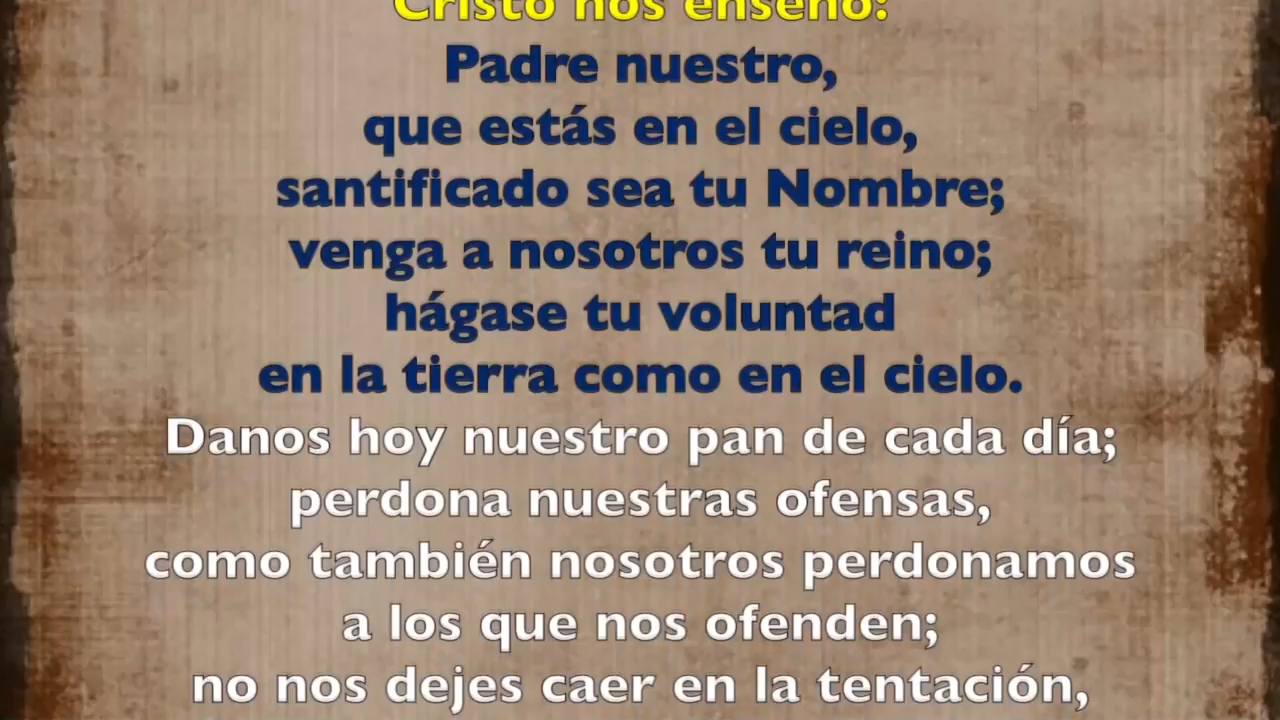 Cristo nos enseñó:
Padre nuestro,
que estás en el cielo,
santificado sea tu Nombre;
venga a nosotros tu reino;
hágase tu voluntad
en la tierra como en el cielo.
Danos hoy nuestro pan de cada día;
perdona nuestras ofensas,
como también nosotros perdonamos
a los que nos ofenden;
no nos dejes caer en la tentación,